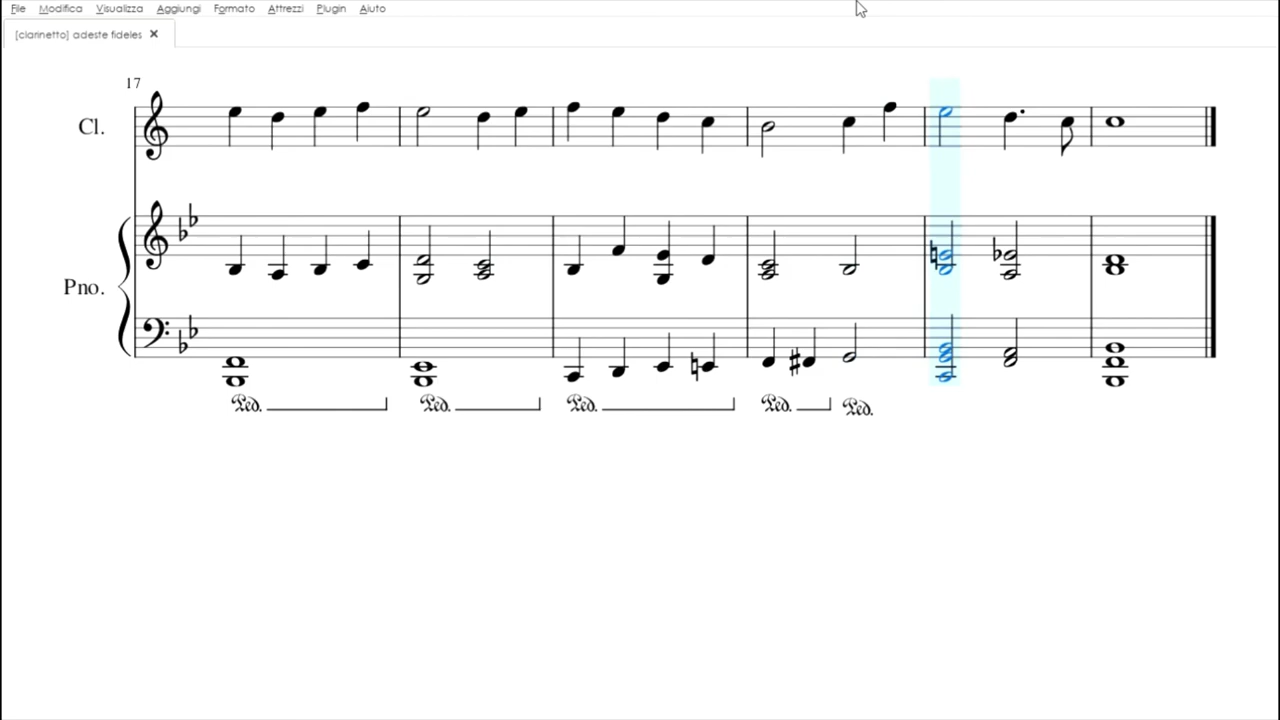 File Modifica Visualizza Aggiungi Formato Attrezzi Plugin Aiuto
[clarinetto] adeste fideles ×
17
Cl.
Pno.
Ped. Ped. Ped. Ped. Ped.